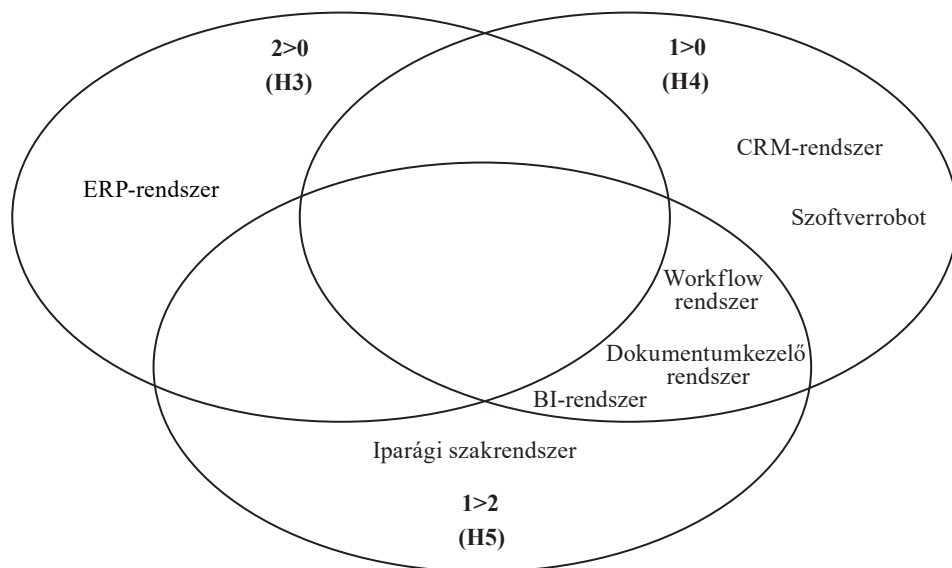 2>0
(H3)
1>0
(H4)
CRM-rendszer
ERP-rendszer
Szoftverrobot
Workflow
rendszer
Dokumentumkezelő
rendszer
BI-rendszer
Iparági szakrendszer
1>2
(H5)